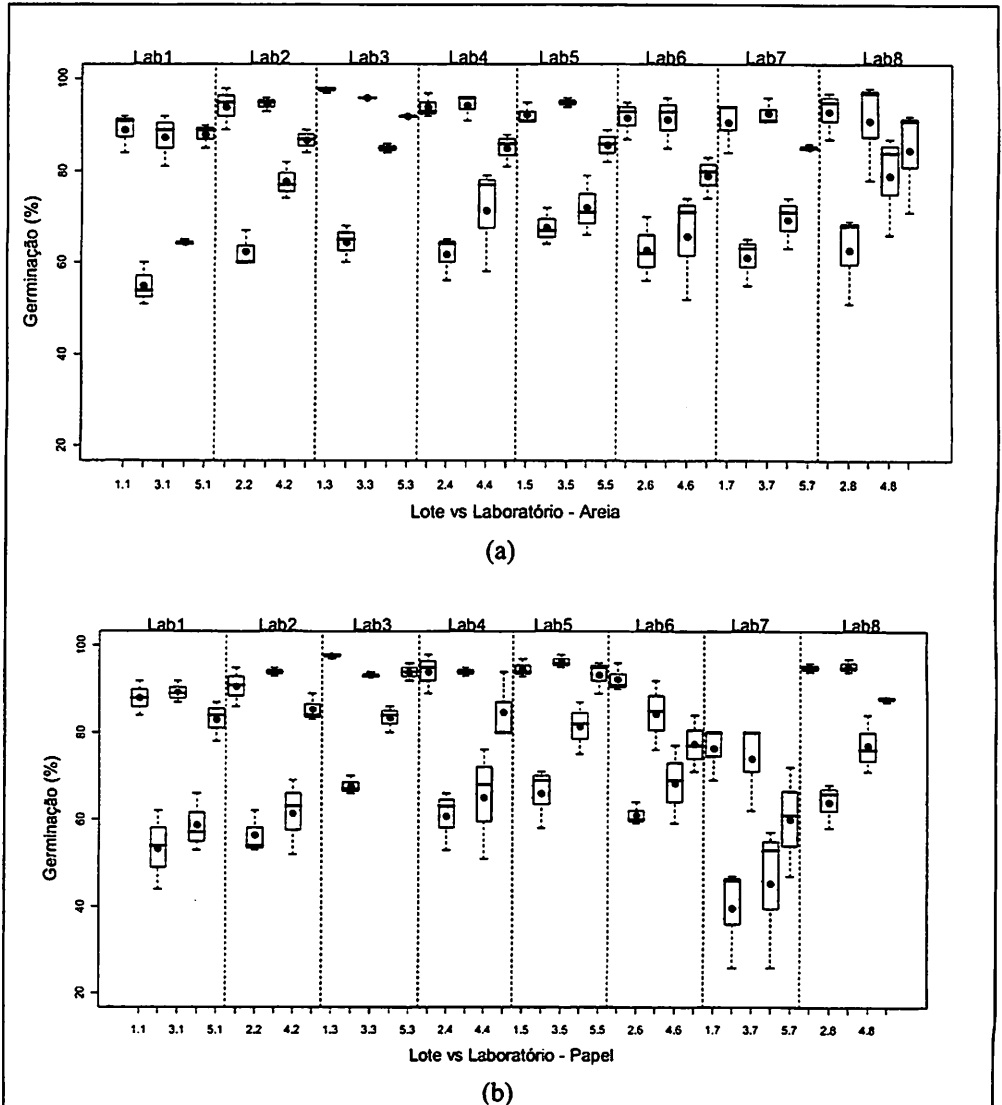 Lab1 Lab2 Lab3 Lab4 Lab5 Lab6 Lab7 Lab8
Germinação (%)
100
80
60
40
20
1.1 3.1 5.1 2.2 4.2 1.3 3.3 5.3 2.4 4.4 1.5 3.5 5.5 2.6 4.6 1.7 3.7 5.7 2.8 4.8
Lote vs Laboratório - Areia
(a)
Lab1 Lab2 Lab3 Lab4 Lab5 Lab6 Lab7 Lab8
Germinação (%)
100
80
60
40
20
1.1 3.1 5.1 2.2 4.2 1.3 3.3 5.3 2.4 4.4 1.5 3.5 5.5 2.6 4.6 1.7 3.7 5.7 2.8 4.8
Lote vs Laboratório - Papel
(b)